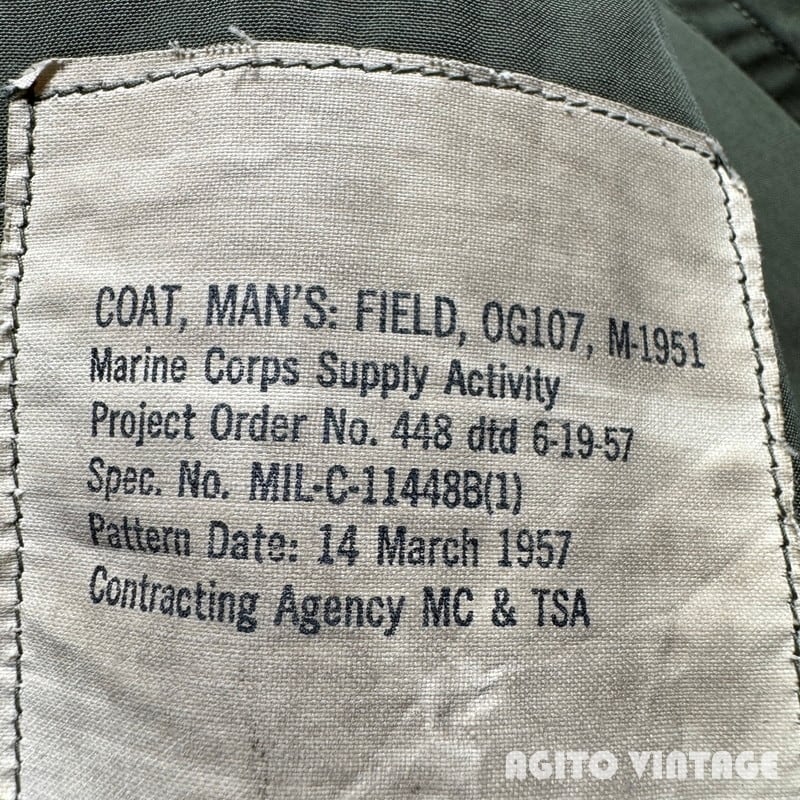 COAT, MAN'S: FIELD, OG107, M-1951
Marine Corps Supply Activity
Project Order No. 448 dtd 6-19-57
Spec. No. MIL-C-11448B(1)
Pattern Date: 14 March 1957
Contracting Agency MC & TSA
AGITO VINTAGE